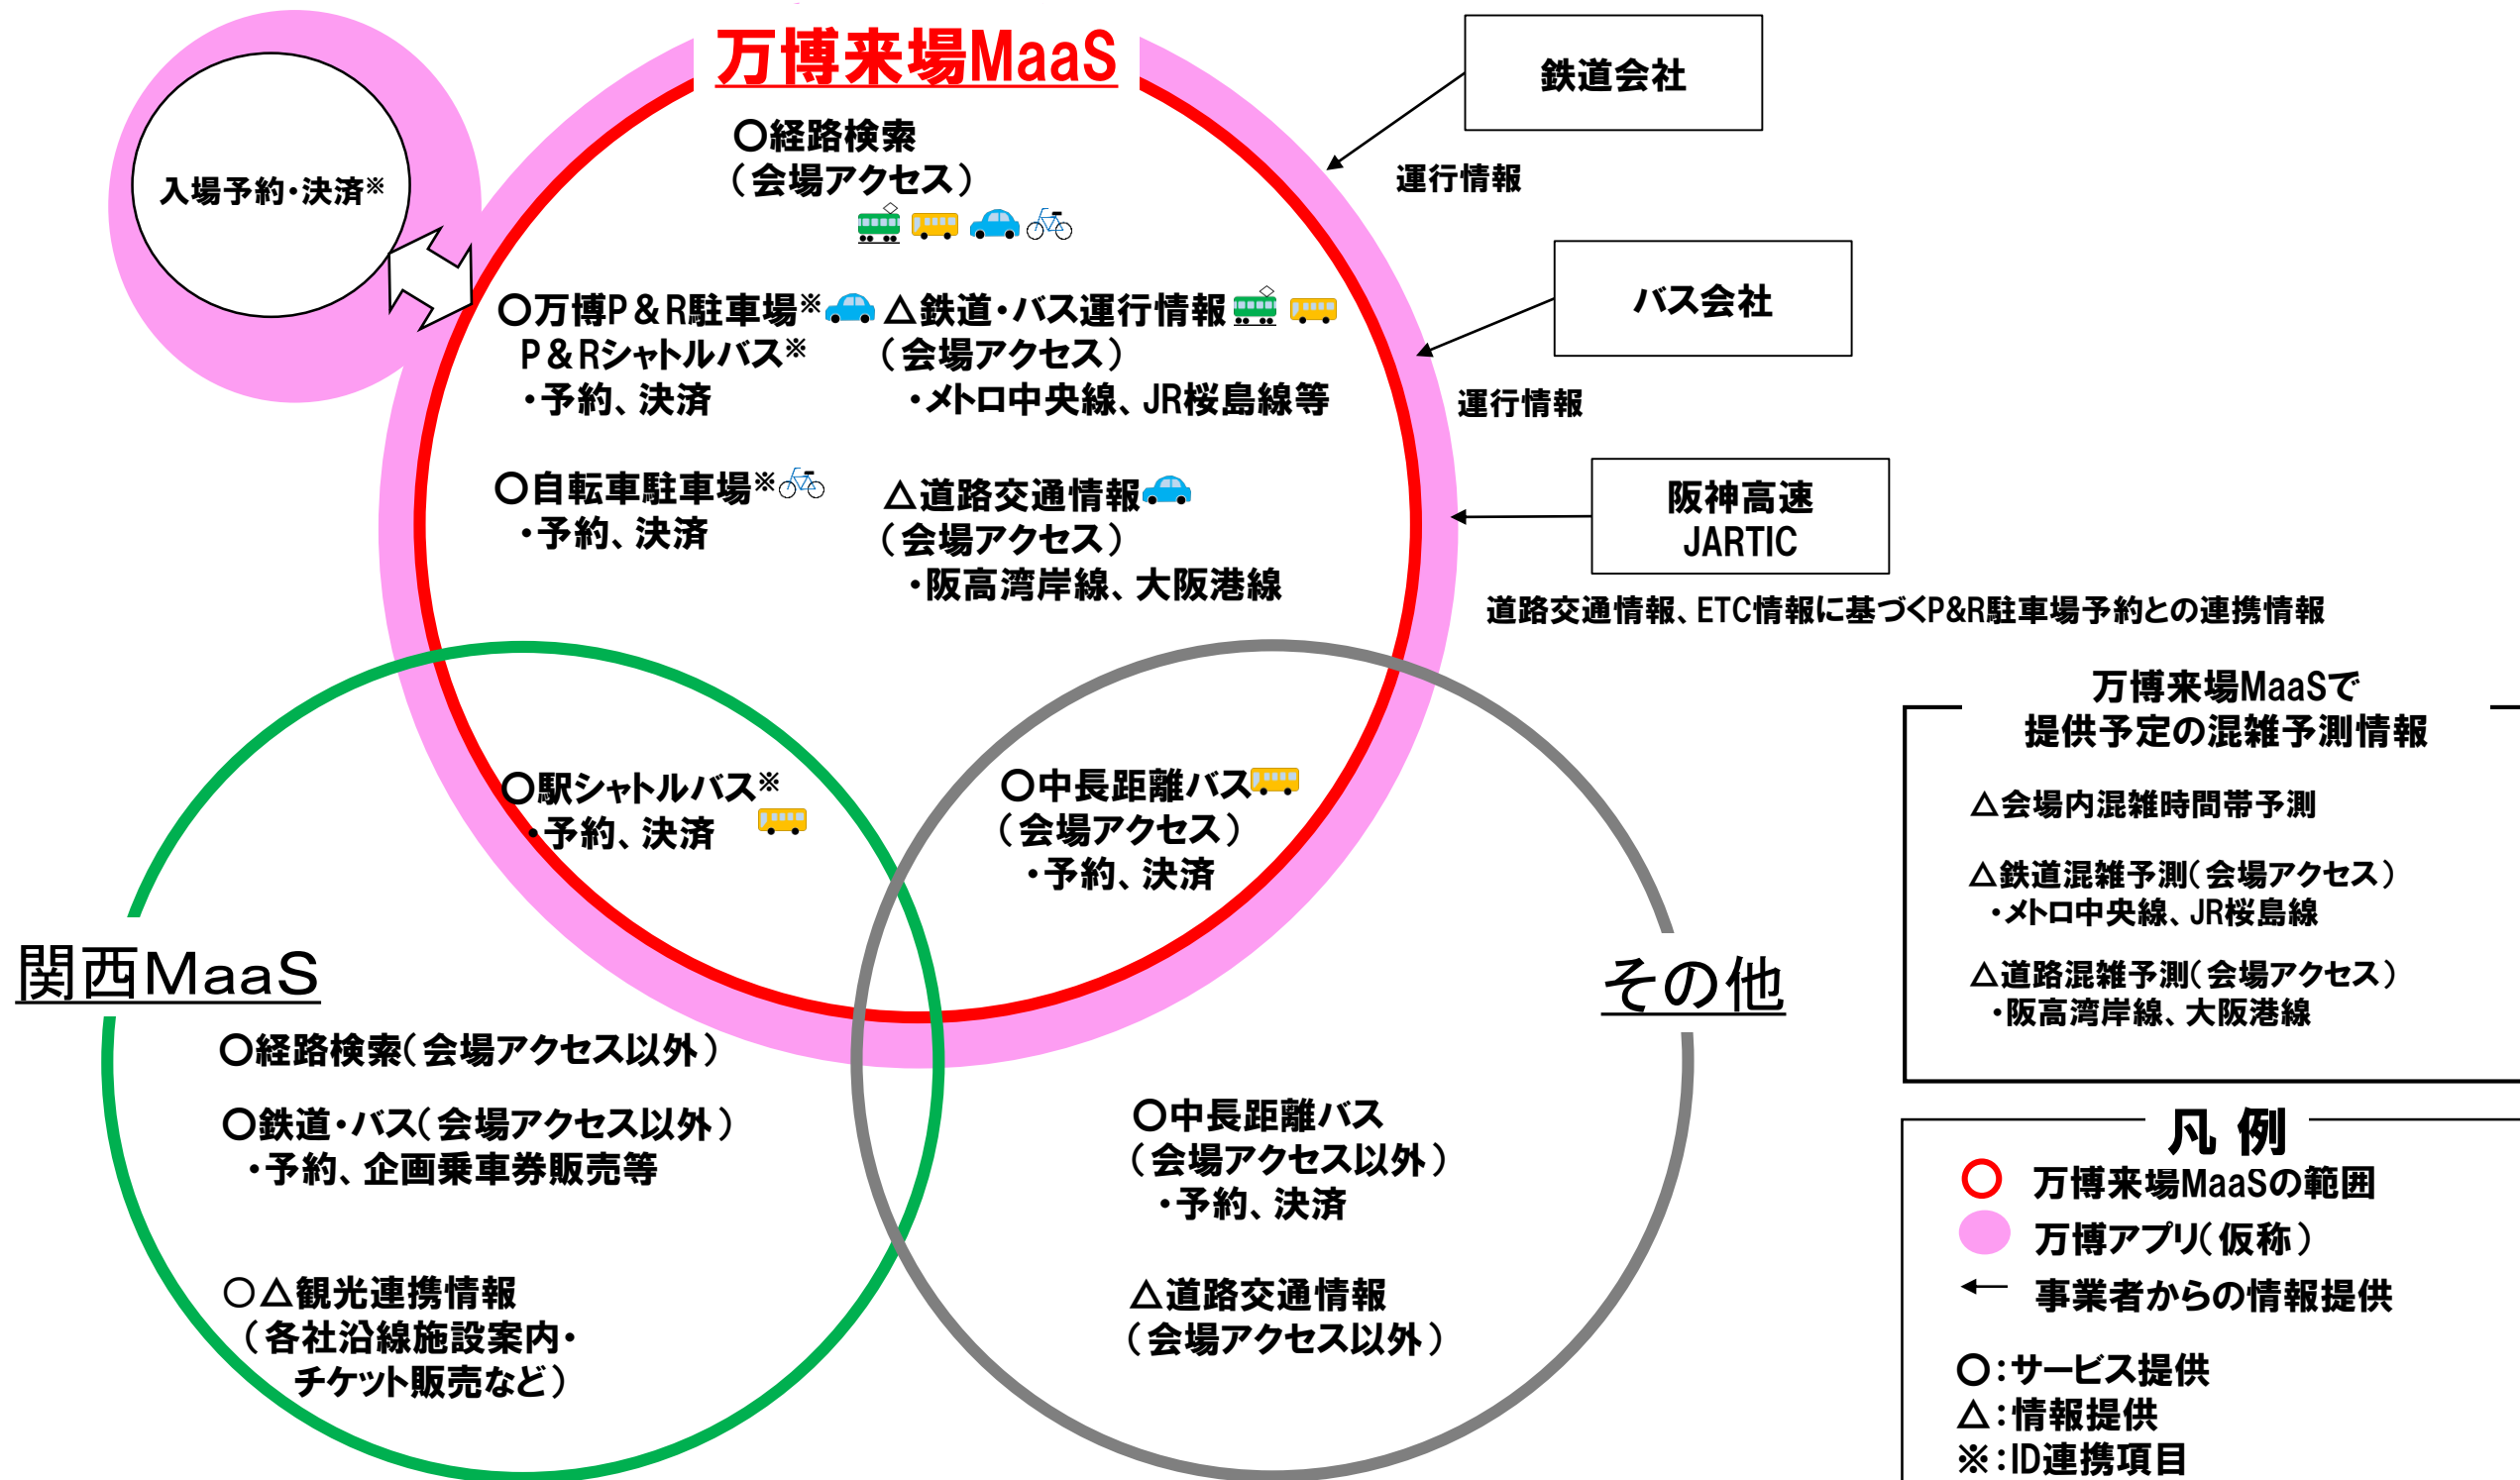 万博来場MaaS
○経路検索
（会場アクセス）
入場予約・決済※
○万博P＆R駐車場※
P＆Rシャトルバス※
・予約、決済
△鉄道・バス運行情報
（会場アクセス）
・メトロ中央線、JR桜島線等
○自転車駐車場※
・予約、決済
△道路交通情報
（会場アクセス）
・阪高湾岸線、大阪港線
鉄道会社
運行情報
バス会社
運行情報
阪神高速
JARTIC
道路交通情報、ETC情報に基づくP&R駐車場予約との連携情報
○駅シャトルバス※
・予約、決済
○中長距離バス
（会場アクセス）
・予約、決済
関西MaaS
○経路検索（会場アクセス以外）
○鉄道・バス（会場アクセス以外）
・予約、企画乗車券販売等
○△観光連携情報
（各社沿線施設案内・
チケット販売など）
その他
○中長距離バス
（会場アクセス以外）
・予約、決済
△道路交通情報
（会場アクセス以外）
万博来場MaaSで
提供予定の混雑予測情報
△会場内混雑時間帯予測
△鉄道混雑予測（会場アクセス）
・メトロ中央線、JR桜島線
△道路混雑予測（会場アクセス）
・阪高湾岸線、大阪港線
凡例
万博来場MaaSの範囲
万博アプリ（仮称）
事業者からの情報提供
○：サービス提供
△：情報提供
※：ID連携項目